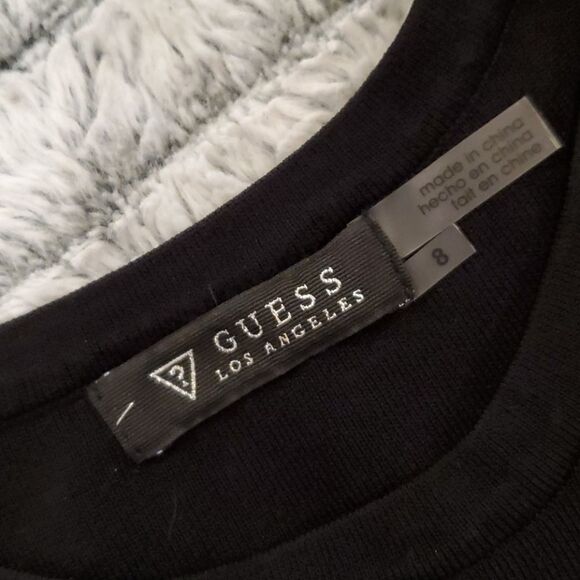 ?
GUESS
LOS ANGELES
made in china
hecho en china
fait en chine
8